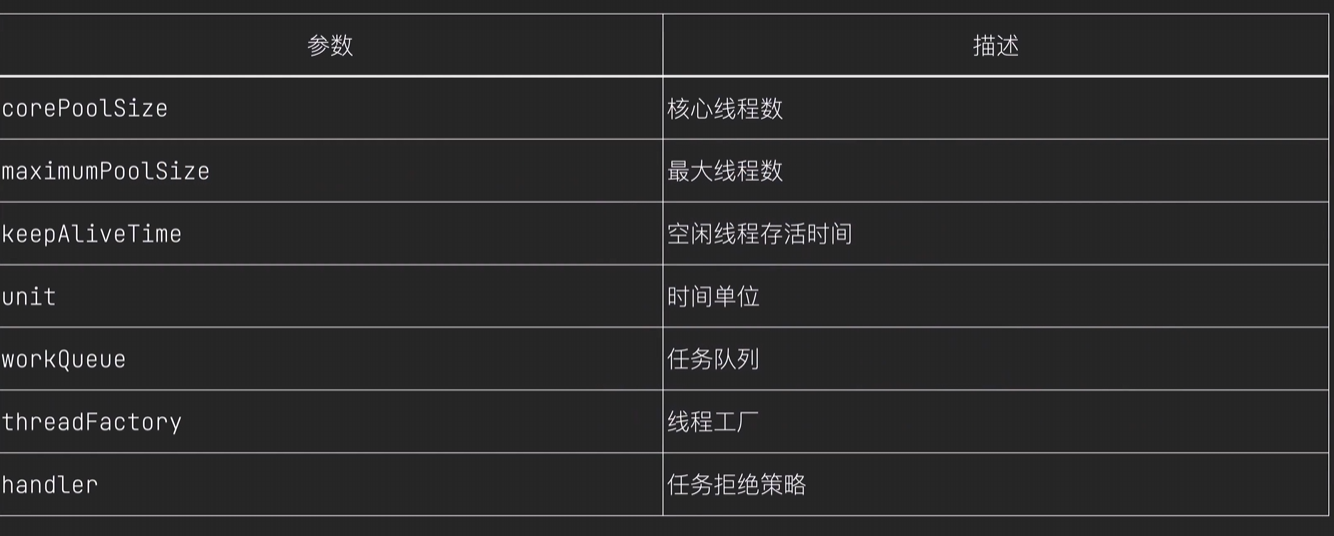 参数 描述
corePoolSize 核心线程数
maximumPoolSize 最大线程数
keepAliveTime 空闲线程存活时间
unit 时间单位
workQueue 任务队列
threadFactory 线程工厂
handler 任务拒绝策略